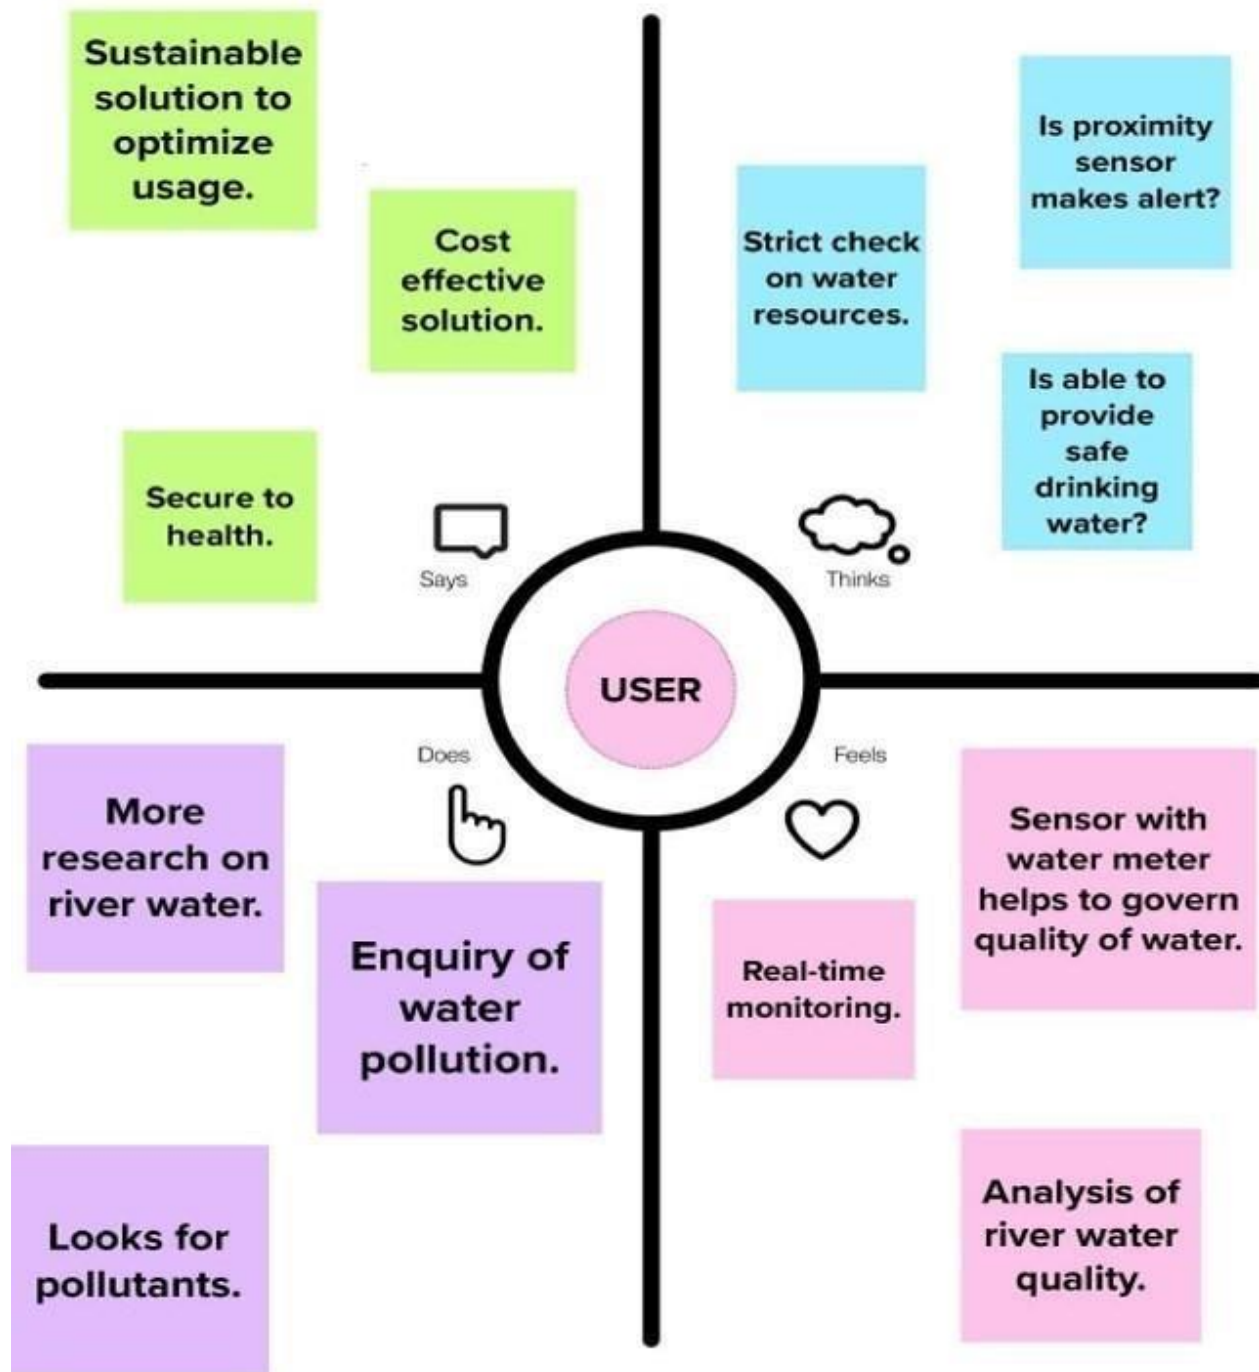 Sustainable
solution to
optimize
usage.
Cost
effective
solution.
Secure to
health.
Says
Is proximity
sensor
makes alert?
Strict check
on water
resources.
Is able to
provide
safe
drinking
water?
Thinks
USER
Does
More
research on
river water.
Enquiry of
water
pollution.
Looks for
pollutants.
Feels
Sensor with
water meter
helps to govern
quality of water.
Real-time
monitoring.
Analysis of
river water
quality.